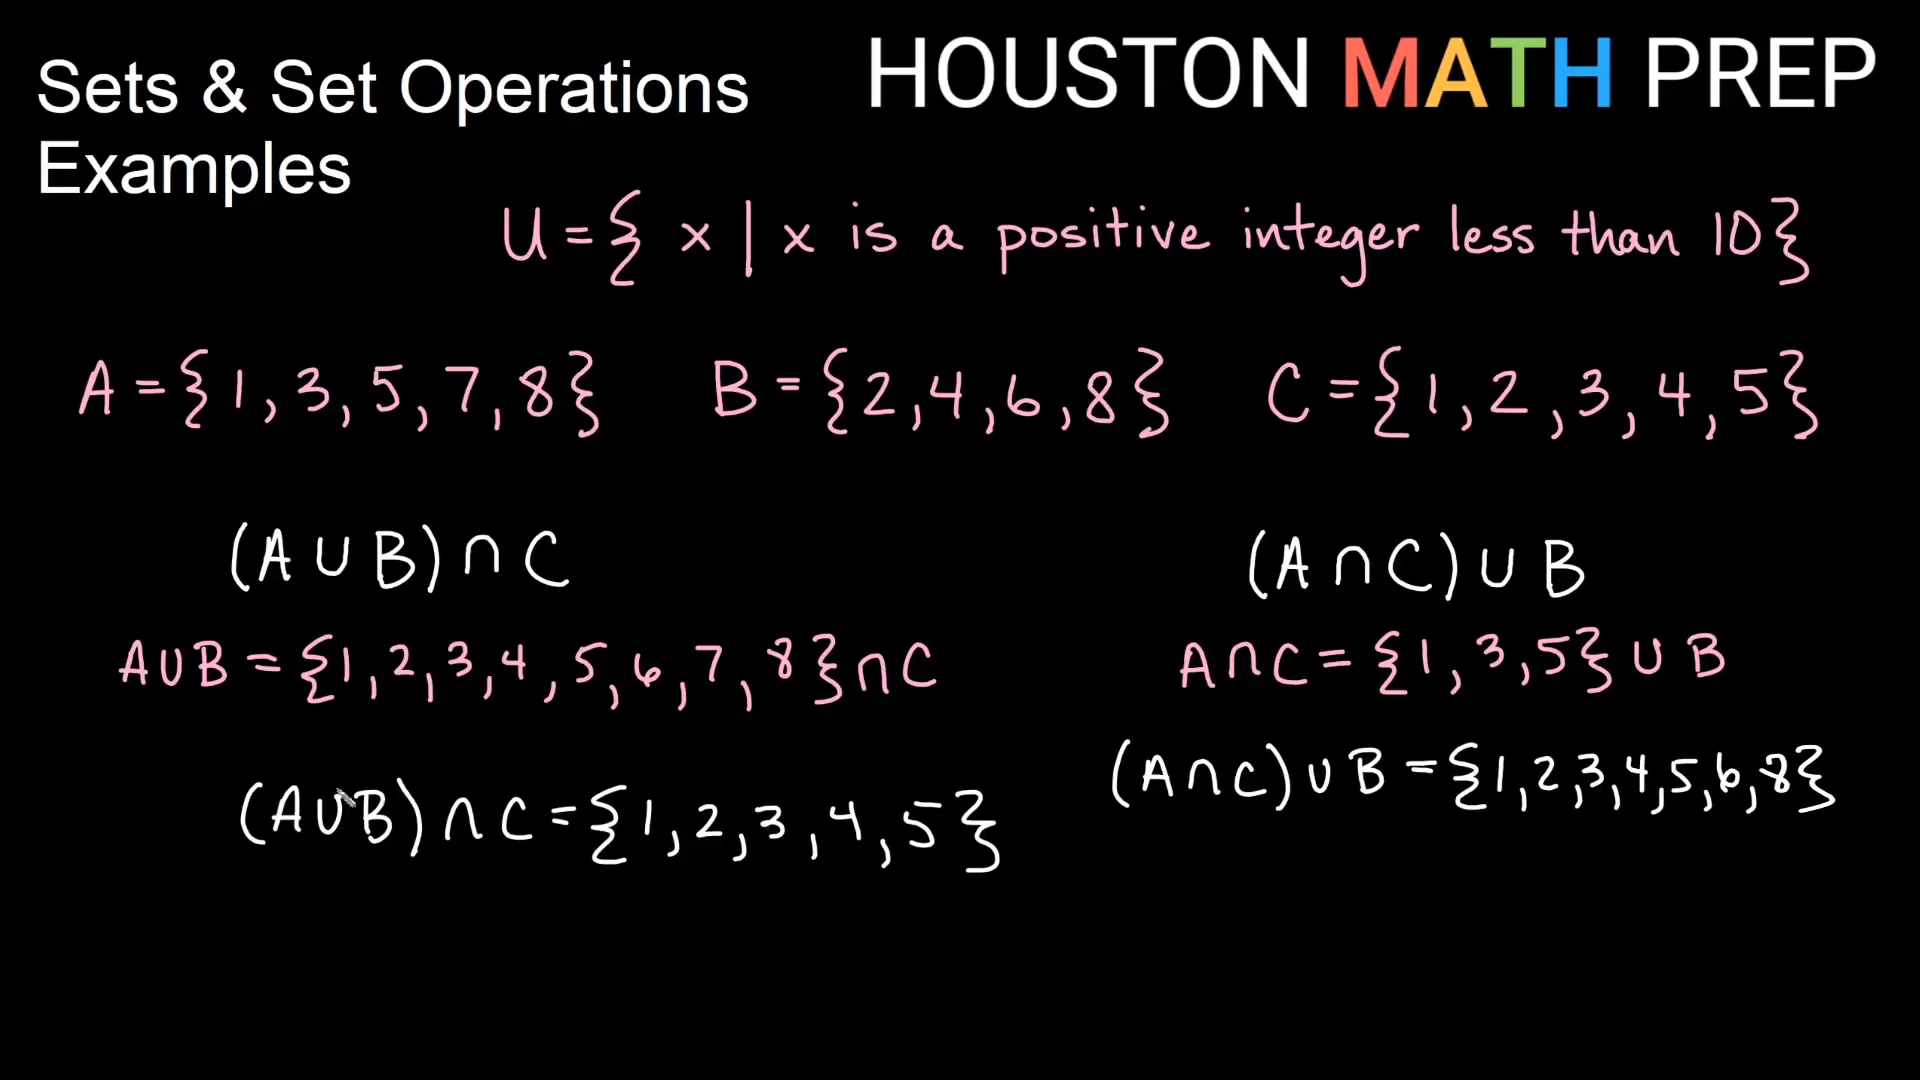 Sets & Set Operations
Examples
HOUSTON MATH PREP
U = { x | x is a positive integer less than 10}
A = {1, 3, 5, 7, 8}
B = {2, 4, 6, 8}
C = {1, 2, 3, 4, 5}
(A ∪ B) ∩ C
A ∪ B = {1, 2, 3, 4, 5, 6, 7, 8} ∩ C
(A ∪ B) ∩ C = {1, 2, 3, 4, 5}
(A ∩ C) ∪ B
A ∩ C = {1, 3, 5} ∪ B
(A ∩ C) ∪ B = {1, 2, 3, 4, 5, 6, 8}